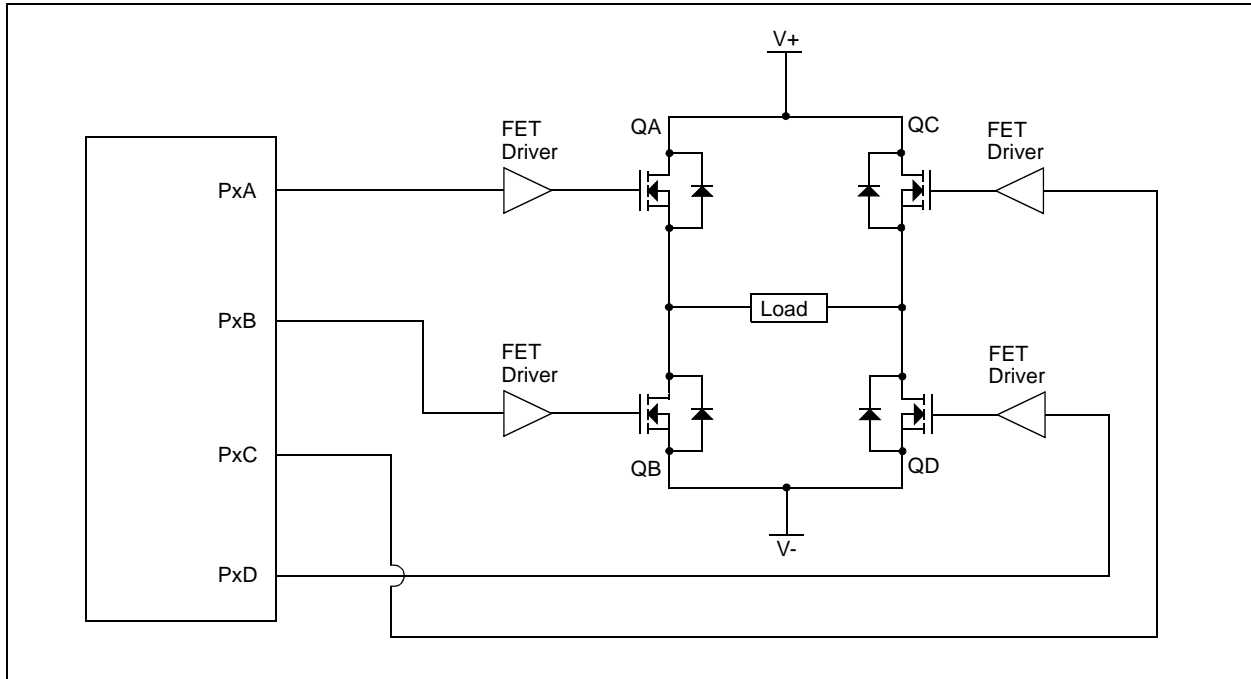 V+
QA
QC
FET
Driver
FET
Driver
PxA
PxB
Load
FET
Driver
FET
Driver
PxC
QB
QD
V-
PxD